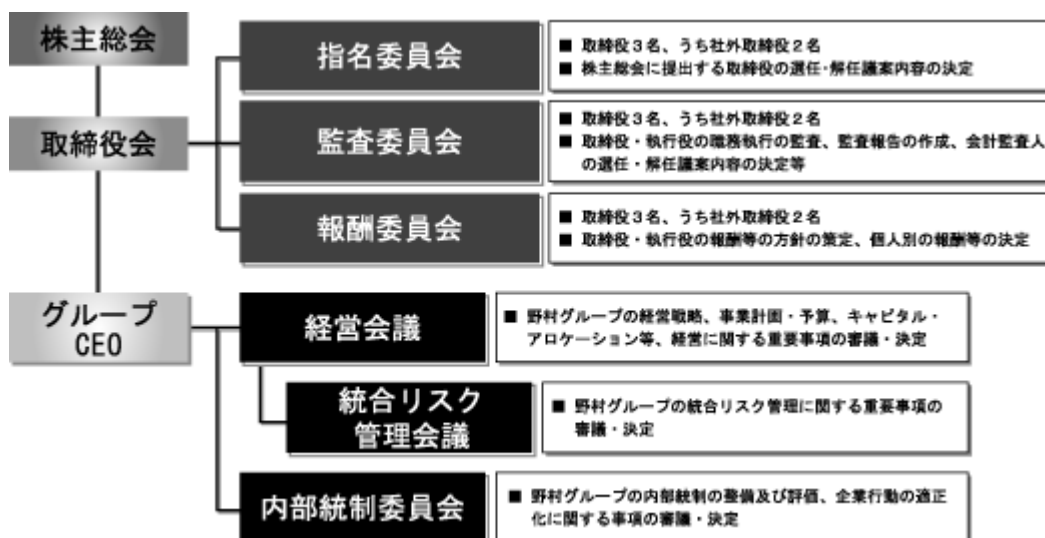 株主総会
指名委員会
■ 取締役3名、うち社外取締役2名
■ 株主総会に提出する取締役の選任・解任議案内容の決定
取締役会
監査委員会
■ 取締役3名、うち社外取締役2名
■ 取締役・執行役の職務執行の監査、監査報告の作成、会計監査人
の選任・解任議案内容の決定等
報酬委員会
■ 取締役3名、うち社外取締役2名
■ 取締役・執行役の報酬等の方針の策定、個人別の報酬等の決定
グループ
CEO
経営会議
■ 野村グループの経営戦略、事業計画・予算、キャピタル・
アロケーション等、経営に関する重要事項の審議・決定
統合リスク
管理会議
■ 野村グループの統合リスク管理に関する重要事項の
審議・決定
内部統制委員会
■ 野村グループの内部統制の整備及び評価、企業行動の適正
化に関する事項の審議・決定